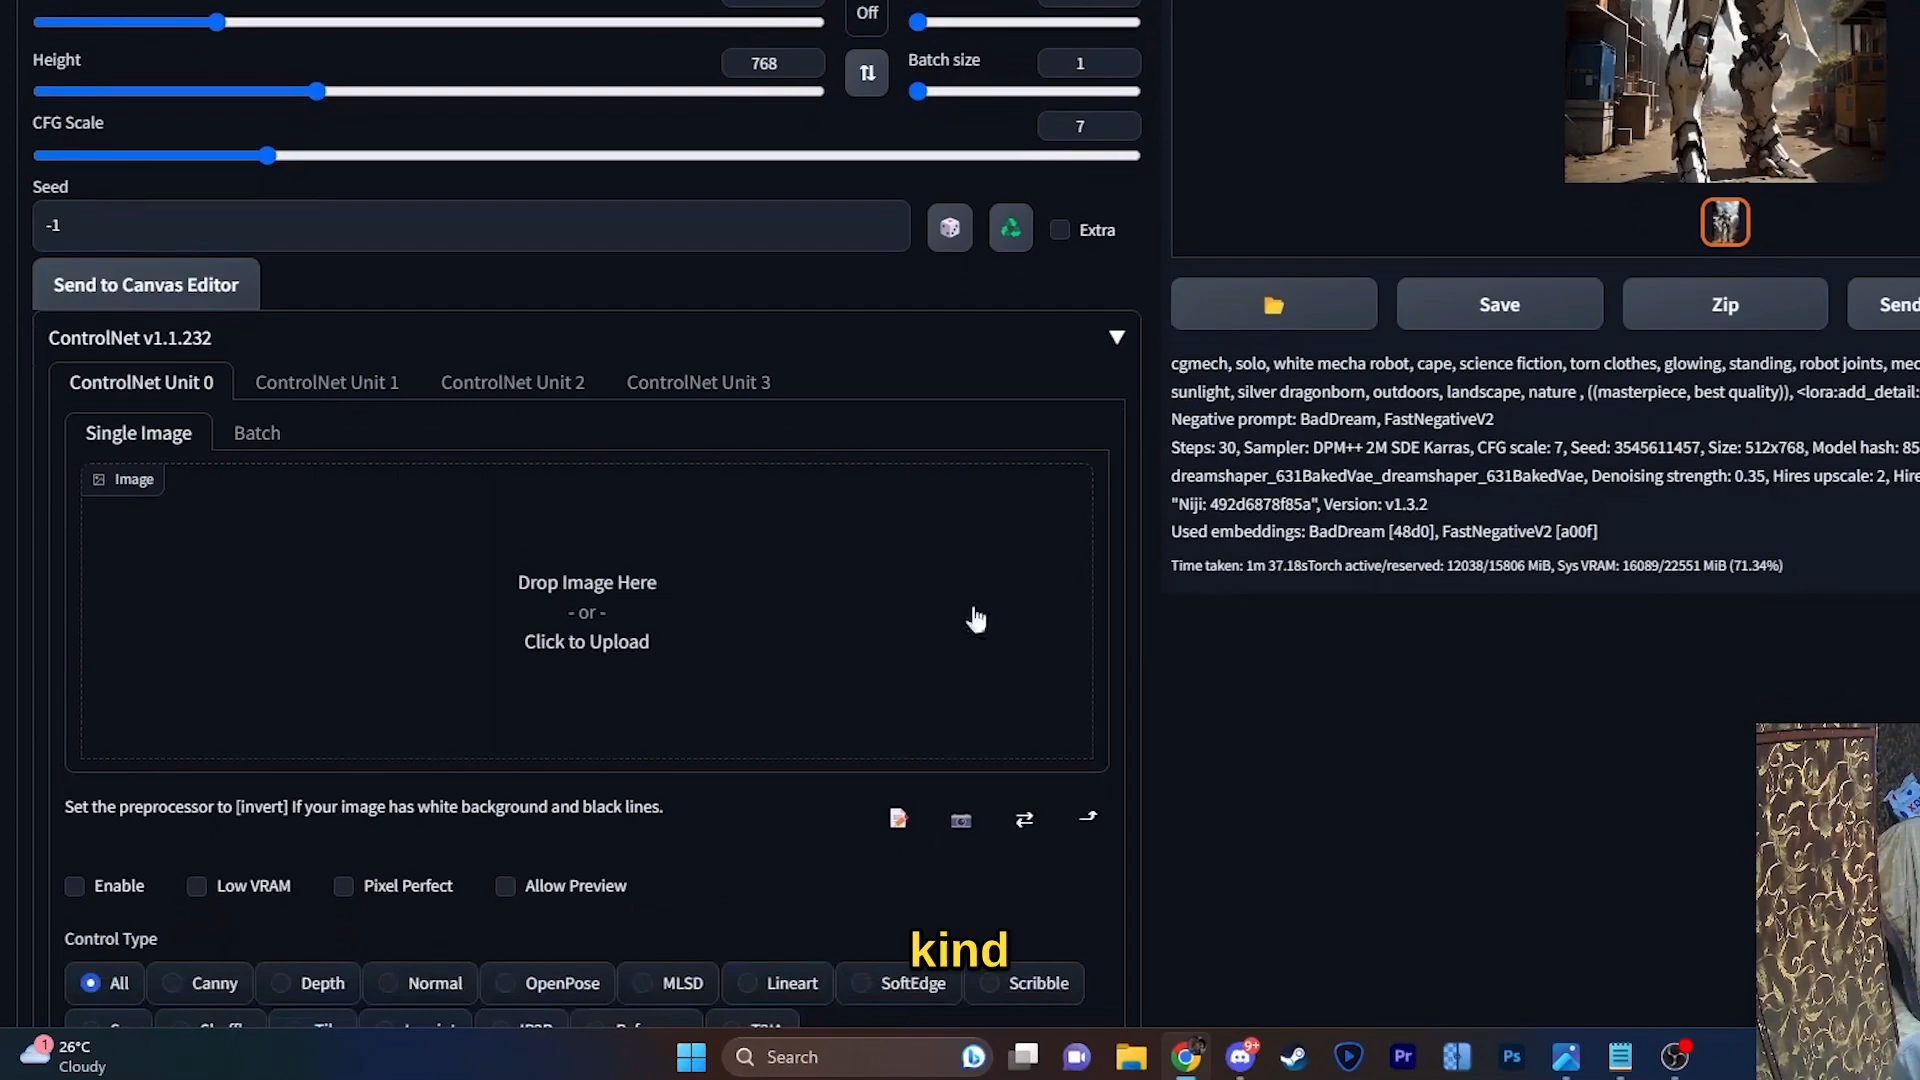 Off
Height
768
Batch size
1
CFG Scale
7
Seed
-1
Extra
Send to Canvas Editor
ControlNet v1.1.232
ControlNet Unit 0
ControlNet Unit 1
ControlNet Unit 2
ControlNet Unit 3
Single Image
Batch
Image
Drop Image Here
- or -
Click to Upload
Set the preprocessor to [invert] If your image has white background and black lines.
Enable
Low VRAM
Pixel Perfect
Allow Preview
Control Type
All
Canny
Depth
Normal
OpenPose
MLSD
Lineart
SoftEdge
Scribble
Save
Zip
Send
cgmech, solo, white mecha robot, cape, science fiction, torn clothes, glowing, standing, robot joints, mec
sunlight, silver dragonborn, outdoors, landscape, nature , ((masterpiece, best quality)), <lora:add_detail:
Negative prompt: BadDream, FastNegativeV2
Steps: 30, Sampler: DPM++ 2M SDE Karras, CFG scale: 7, Seed: 3545611457, Size: 512x768, Model hash: 85
dreamshaper_631BakedVae_dreamshaper_631BakedVae, Denoising strength: 0.35, Hires upscale: 2, Hire
"Niji: 492d6878f85a", Version: v1.3.2
Used embeddings: BadDream [48d0], FastNegativeV2 [a00f]
Time taken: 1m 37.18sTorch active/reserved: 12038/15806 MiB, Sys VRAM: 16089/22551 MiB (71.34%)
kind
1
26°C
Cloudy
Search
9+
Pr
Ps